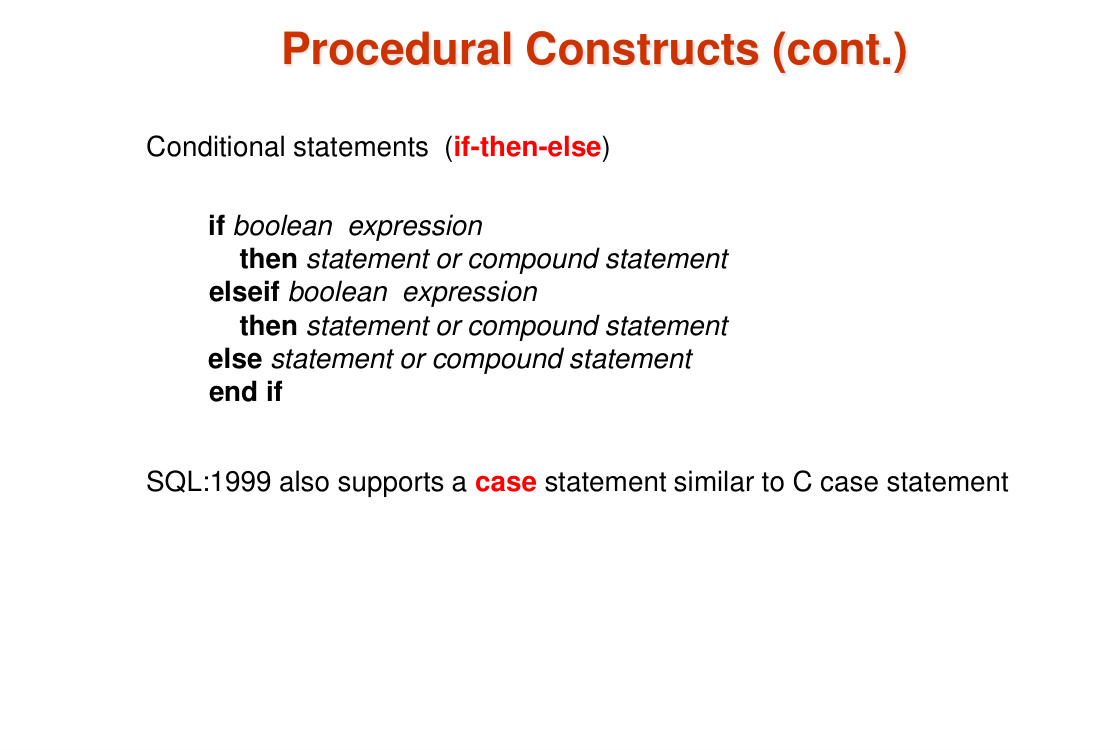 Procedural Constructs (cont.)
Conditional statements (if-then-else)
if boolean expression
then statement or compound statement
elseif boolean expression
then statement or compound statement
else statement or compound statement
end if
SQL:1999 also supports a case statement similar to C case statement